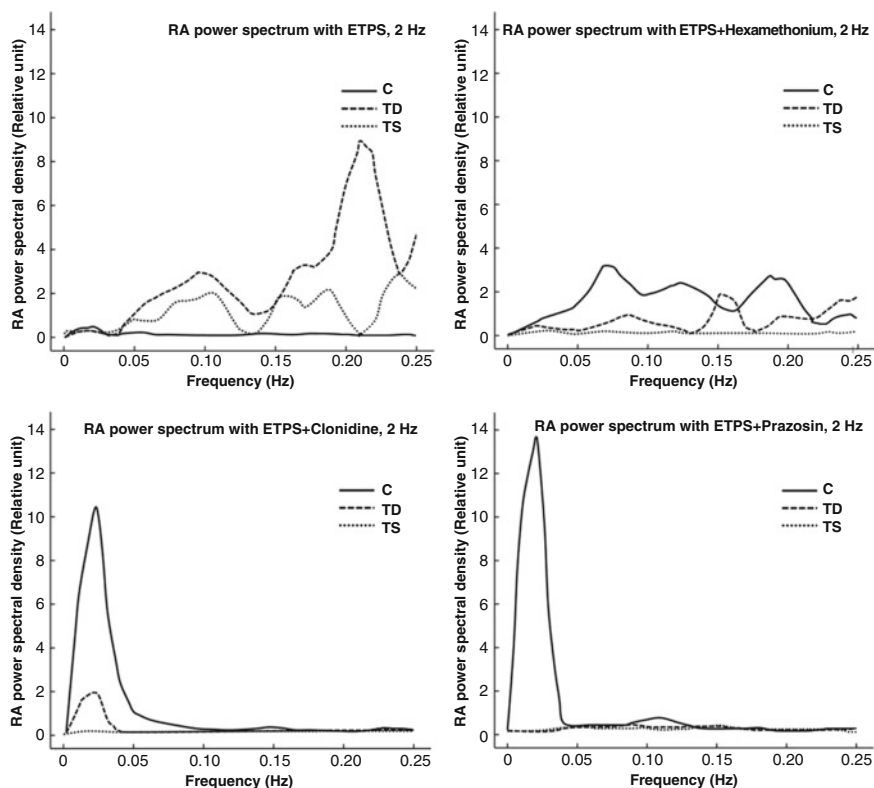 RA power spectrum with ETPS, 2 Hz
RA power spectral density (Relative unit)
14
12
10
8
6
4
2
0
C
TD
TS
0
0.05
0.10
0.15
0.20
0.25
Frequency (Hz)
RA power spectrum with ETPS+Hexamethonium, 2 Hz
RA power spectral density (Relative unit)
14
12
10
8
6
4
2
0
C
TD
TS
0
0.05
0.10
0.15
0.20
0.25
Frequency (Hz)
RA power spectrum with ETPS+Clonidine, 2 Hz
RA power spectral density (Relative unit)
14
12
10
8
6
4
2
0
C
TD
TS
0
0.05
0.10
0.15
0.20
0.25
Frequency (Hz)
RA power spectrum with ETPS+Prazosin, 2 Hz
RA power spectral density (Relative unit)
14
12
10
8
6
4
2
0
C
TD
TS
0
0.05
0.10
0.15
0.20
0.25
Frequency (Hz)